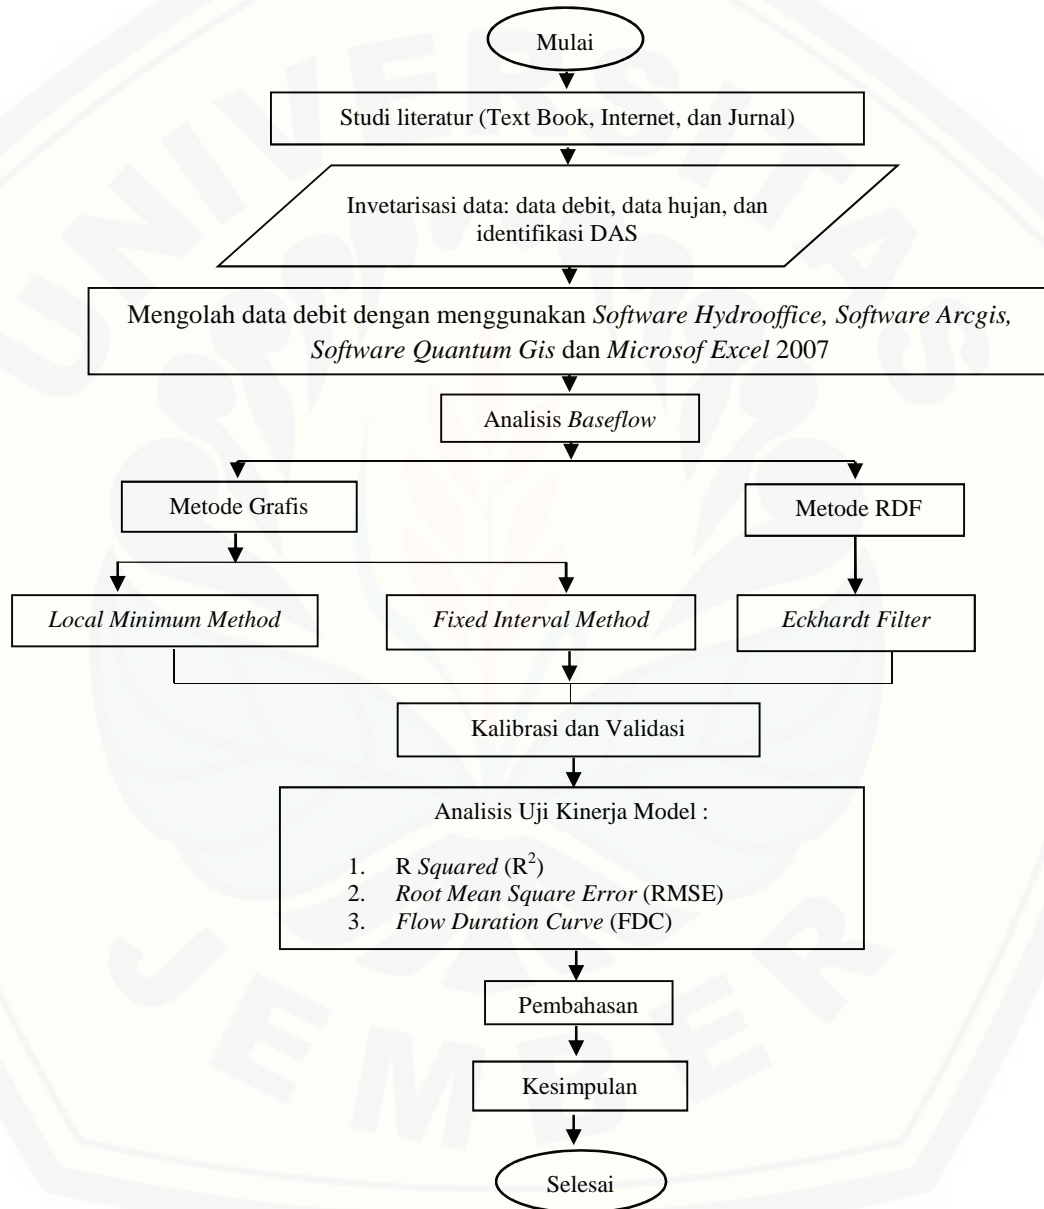 Mulai
Studi literatur (Text Book, Internet, dan Jurnal)
Invetarisasi data: data debit, data hujan, dan
identifikasi DAS
Mengolah data debit dengan menggunakan Software Hydrooffice, Software Arcgis,
Software Quantum Gis dan Microsof Excel 2007
Analisis Baseflow
Metode Grafis
Metode RDF
Local Minimum Method
Fixed Interval Method
Eckhardt Filter
Kalibrasi dan Validasi
Analisis Uji Kinerja Model :
1. R Squared (R²)
2. Root Mean Square Error (RMSE)
3. Flow Duration Curve (FDC)
Pembahasan
Kesimpulan
Selesai
UNIVERSITAS
JEMBER